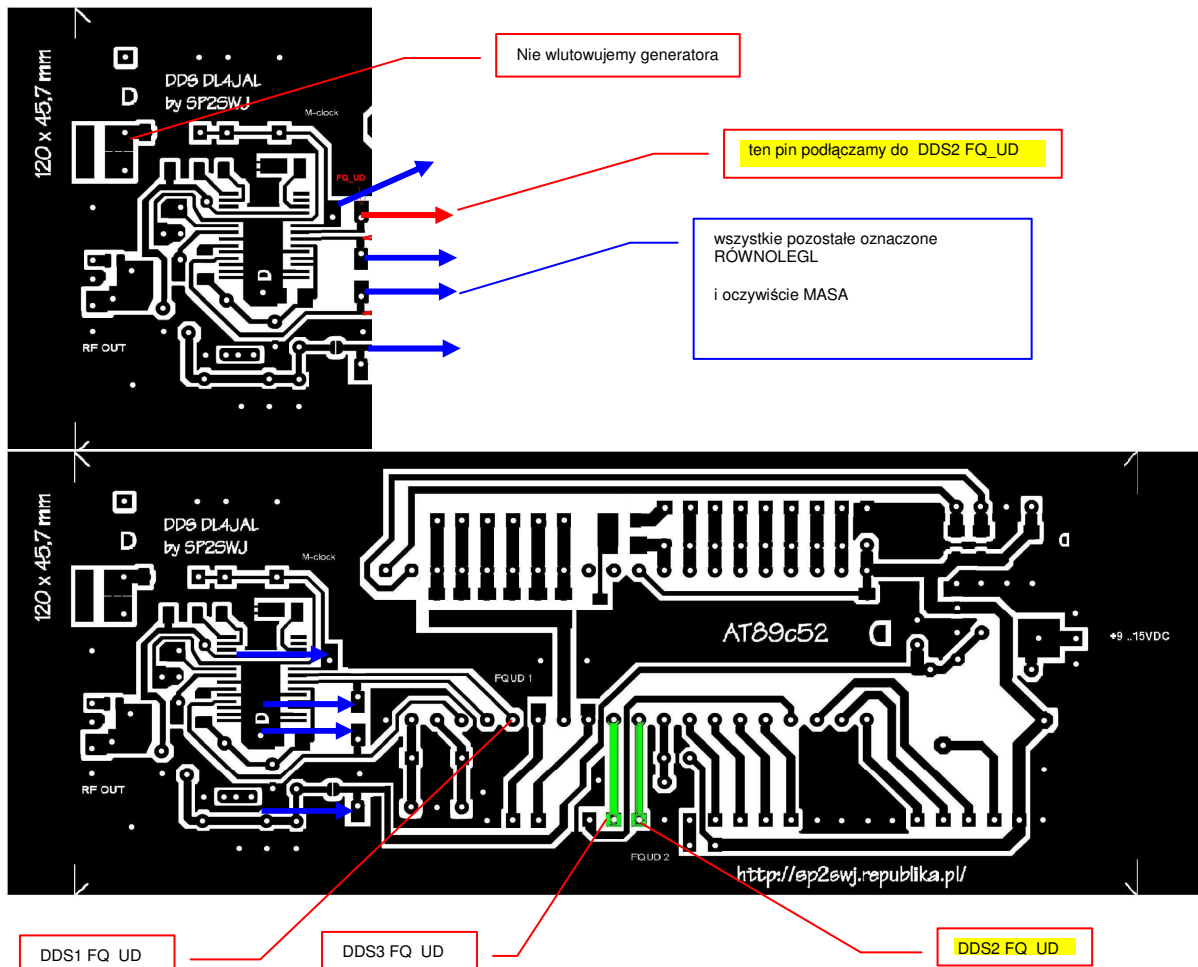 Nie wlutowujemy generatora
120 x 45,7 mm
DDS DL4JAL
by SP2SWJ
D
M-clock
ten pin podłączamy do DDS2 FQ_UD
FQ_UD
wszystkie pozostałe oznaczone
RÓWNOLEGL
i oczywiście MASA
D
RF OUT
120 x 45,7 mm
DDS DL4JAL
by SP2SWJ
D
M-clock
D
AT89c52
D
+9 ..15VDC
FQUD 1
D
RF OUT
FQUD 2
http://sp2swj.republika.pl/
DDS1 FQ UD
DDS3 FQ UD
DDS2 FQ UD